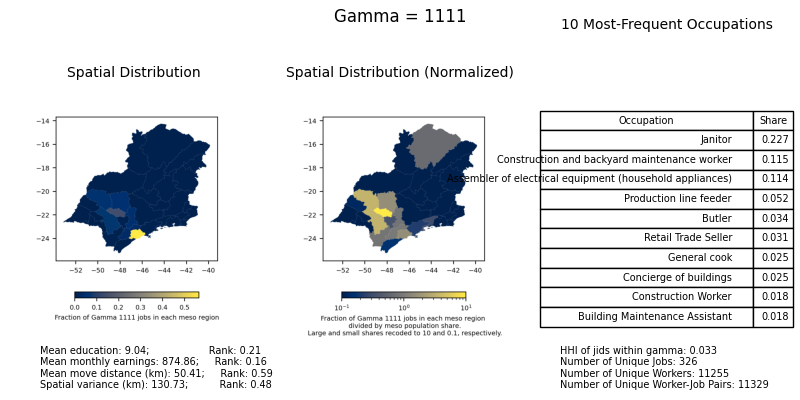 Gamma = 1111
10 Most-Frequent Occupations
Spatial Distribution
Spatial Distribution (Normalized)
−14
−16
−18
−20
−22
−24
−52 −50 −48 −46 −44 −42 −40
0.0 0.1 0.2 0.3 0.4 0.5
Fraction of Gamma 1111 jobs in each meso region
−14
−16
−18
−20
−22
−24
−52 −50 −48 −46 −44 −42 −40
10⁻¹ 10⁰ 10¹
Fraction of Gamma 1111 jobs in each meso region
divided by meso population share.
Large and small shares recoded to 10 and 0.1, respectively.
Occupation Share
Janitor 0.227
Construction and backyard maintenance worker 0.115
Assembler of electrical equipment (household appliances) 0.114
Production line feeder 0.052
Butler 0.034
Retail Trade Seller 0.031
General cook 0.025
Concierge of buildings 0.025
Construction Worker 0.018
Building Maintenance Assistant 0.018
Mean education: 9.04; Rank: 0.21
Mean monthly earnings: 874.86; Rank: 0.16
Mean move distance (km): 50.41; Rank: 0.59
Spatial variance (km): 130.73; Rank: 0.48
HHI of jids within gamma: 0.033
Number of Unique Jobs: 326
Number of Unique Workers: 11255
Number of Unique Worker-Job Pairs: 11329